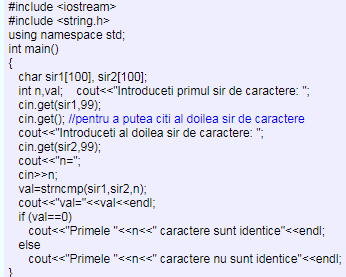 #include <iostream>
#include <string.h>
using namespace std;
int main()
{
char sir1[100], sir2[100];
int n,val;    cout<<"Introduceti primul sir de caractere: ";
cin.get(sir1,99);
cin.get(); //pentru a putea citi al doilea sir de caractere
cout<<"Introduceti al doilea sir de caractere: ";
cin.get(sir2,99);
cout<<"n=";
cin>>n;
val=strncmp(sir1,sir2,n);
cout<<"val="<<val<<endl;
if (val==0)
cout<<"Primele "<<n<<" caractere sunt identice"<<endl;
else
cout<<"Primele "<<n<<" caractere nu sunt identice"<<endl;
}